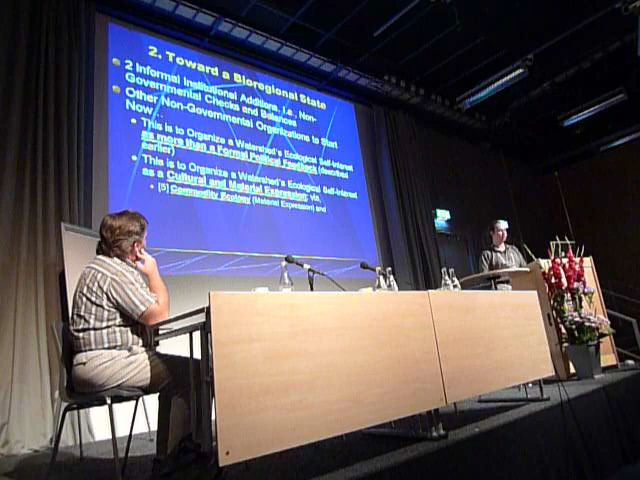 2. Toward a Bioregional State
2 Informal Institutional Additions, i.e., Non-
Governmental Checks and Balances
Other Non-Governmental Organizations to Start
Now...
This is to Organize a Watershed's Ecological Self-Interest
as more than a Formal Political Feedback (described
earlier)
This is to Organize a Watershed's Ecological Self-Interest
as a Cultural and Material Expression: via,
[5] Commodity Ecology (Material Expression) and